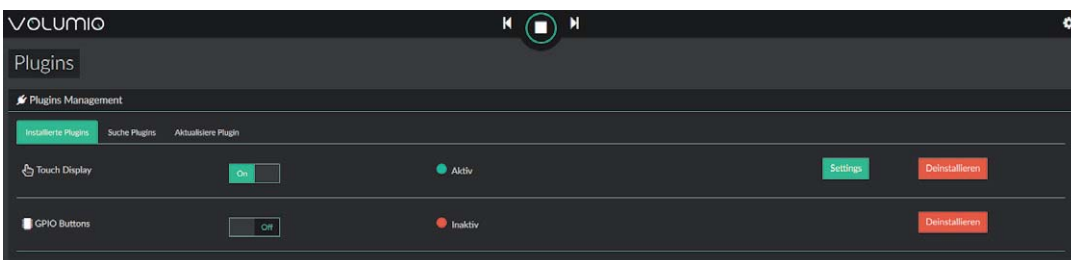 VOLUMIO
Plugins
Plugins Management
Installierte Plugins Suche Plugins Aktualisiere Plugin
Touch Display On Aktiv Settings Deinstallieren
GPIO Buttons Off Inaktiv Deinstallieren